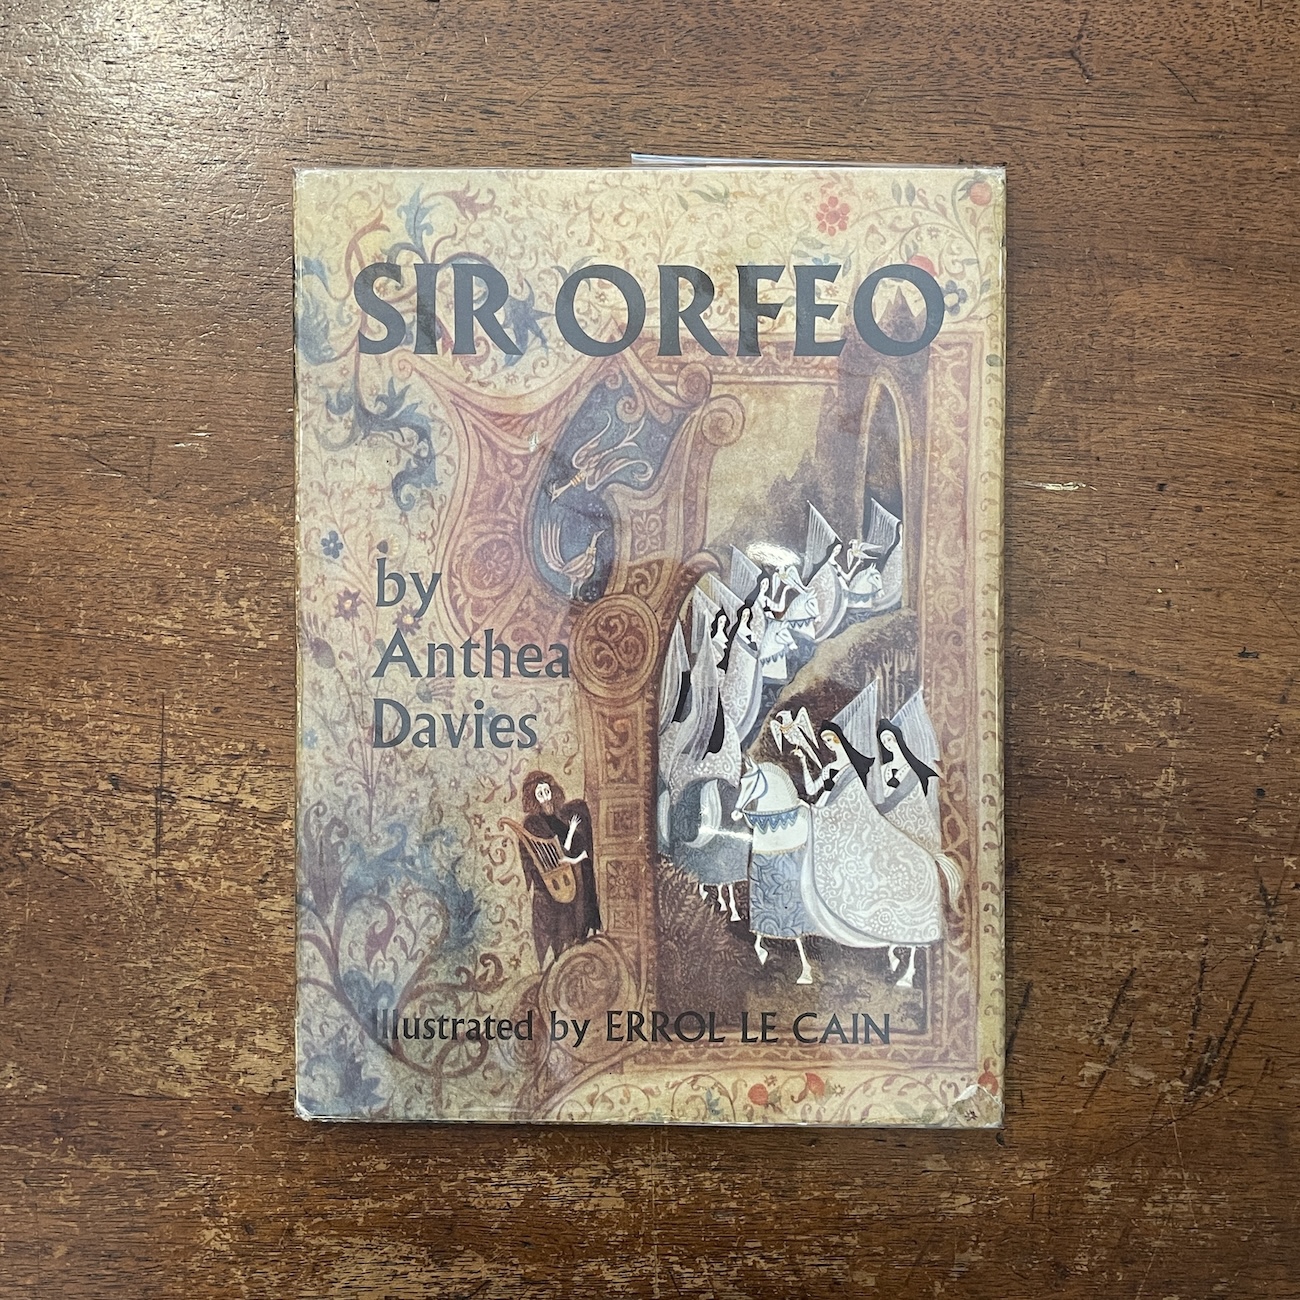 SIR ORFEO
by
Anthea
Davies
Illustrated by ERROL LE CAIN